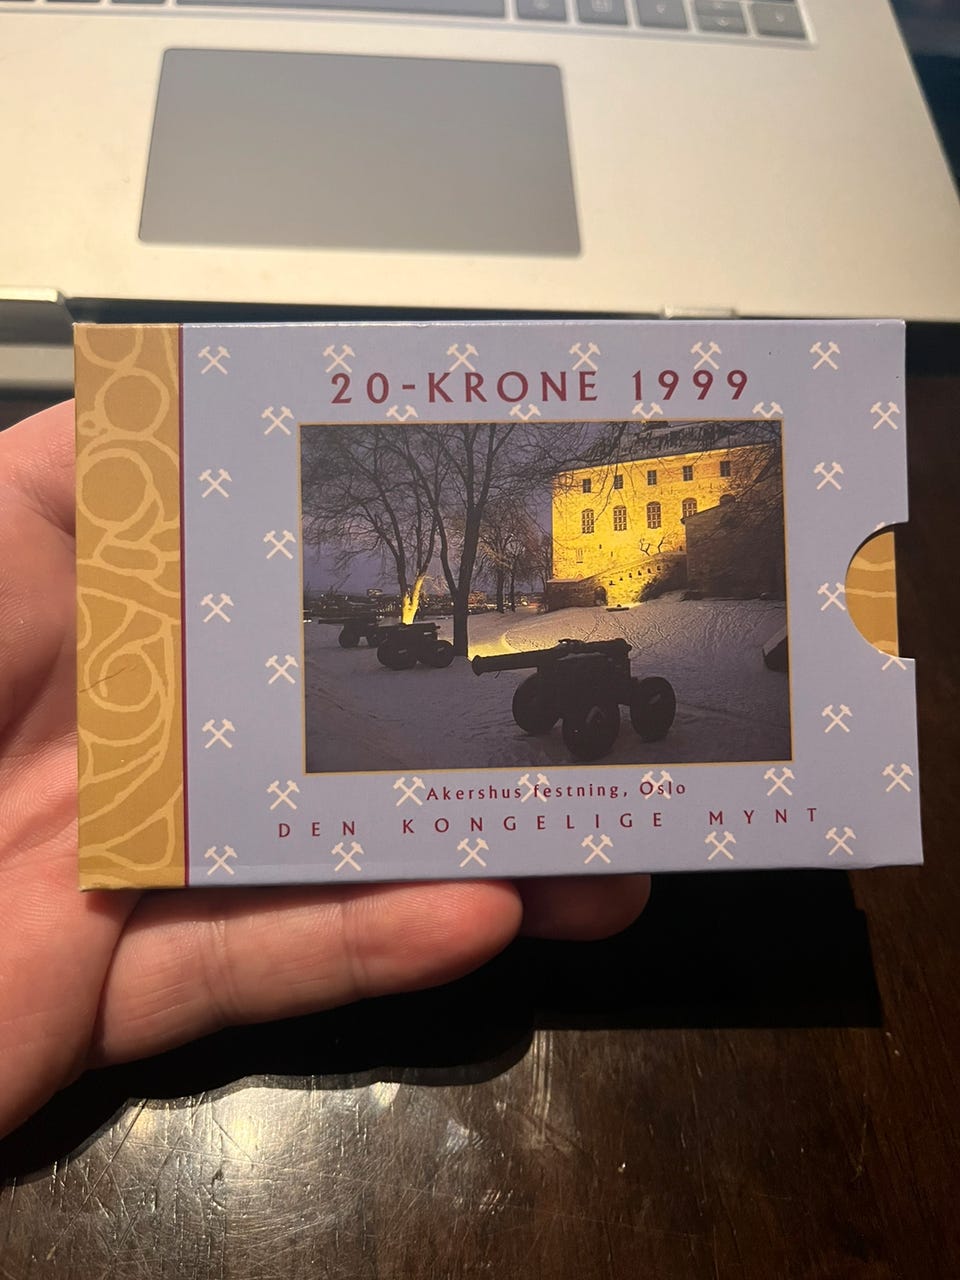 20-KRONE 1999
Akershus festning, Oslo
DEN KONGELIGE MYNT